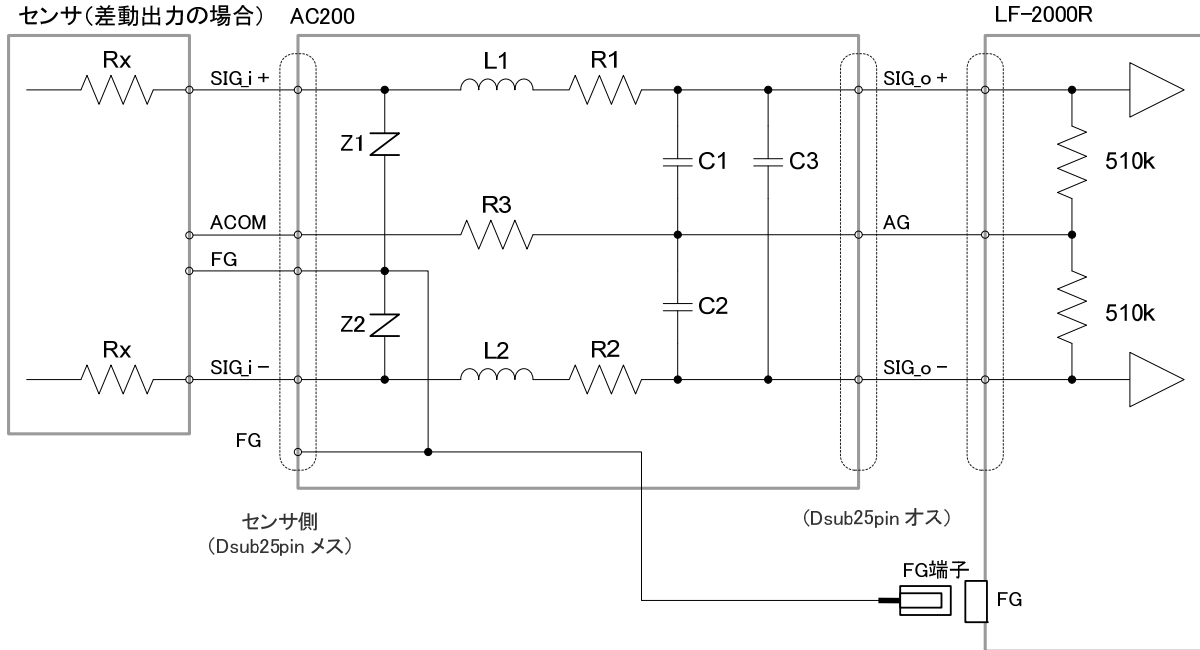 センサ(差動出力の場合) AC200
LF-2000R
Rx
SIG_i+
L1
R1
SIG_o+
Z1
C1
C3
510k
ACOM
R3
AG
FG
Z2
C2
510k
Rx
SIG_i-
L2
R2
SIG_o-
FG
センサ側
(Dsub25pin メス)
(Dsub25pin オス)
FG端子
FG